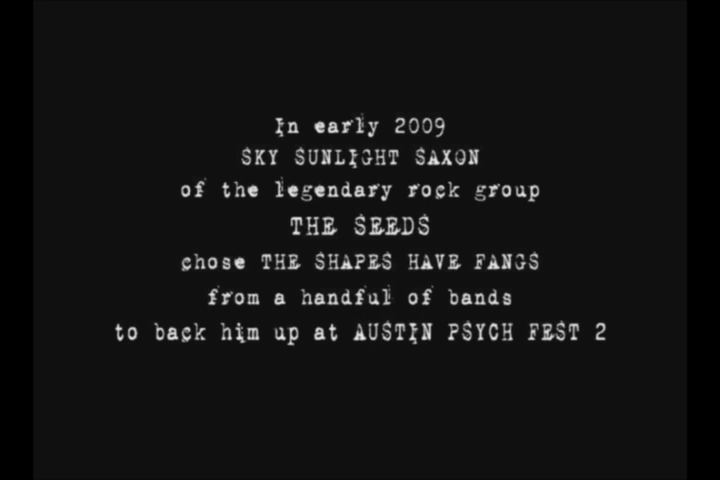 In early 2009
SKY SUNLIGHT SAXON
of the legendary rock group
THE SEEDS
chose THE SHAPES HAVE FANGS
from a handful of bands
to back him up at AUSTIN PSYCH FEST 2